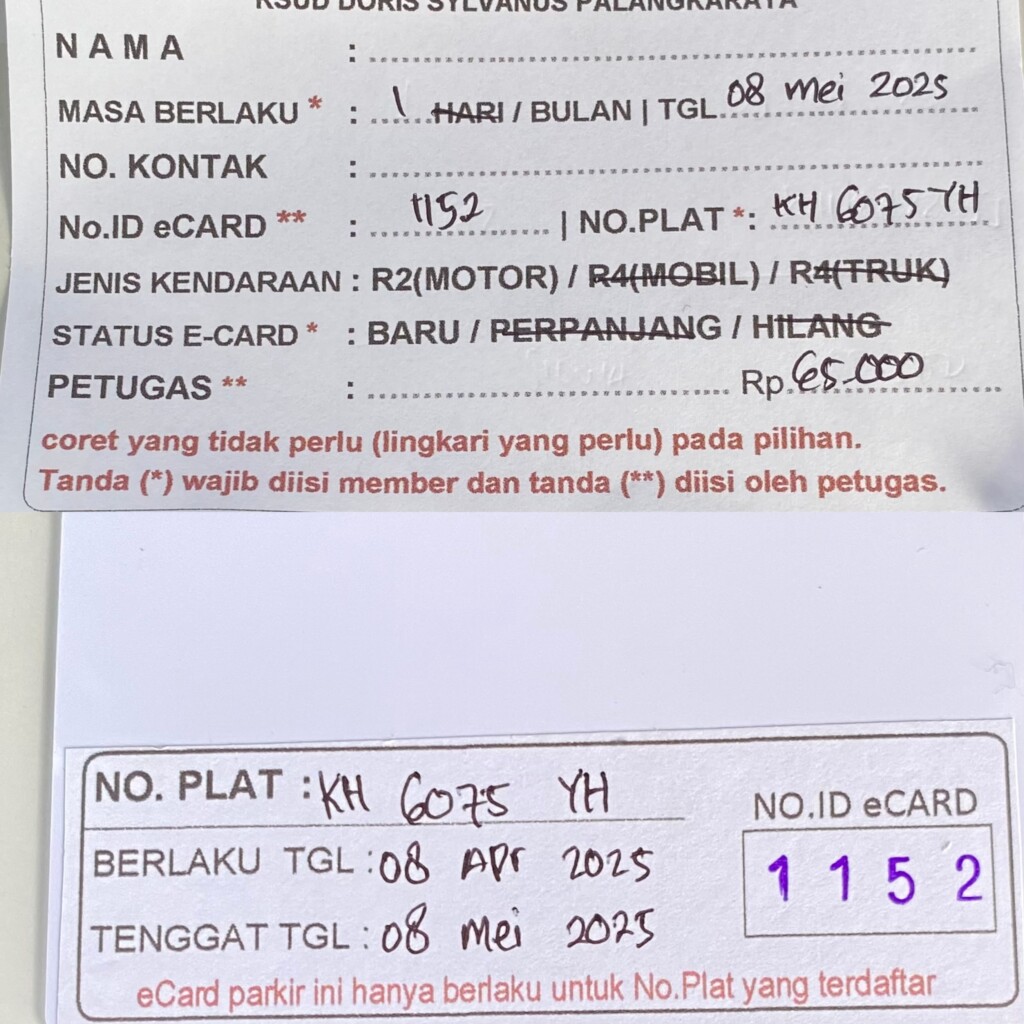 RSUD DORIS SYLVANUS PALANGKARAYA
NAMA :
MASA BERLAKU * : 1 HARI / BULAN | TGL. 08 Mei 2025
NO. KONTAK :
No.ID eCARD ** : 1152 | NO.PLAT *: KH 6075 YH
JENIS KENDARAAN : R2(MOTOR) / R4(MOBIL) / R4(TRUK)
STATUS E-CARD * : BARU / PERPANJANG / HILANG
PETUGAS ** : Rp. 65.000
coret yang tidak perlu (lingkari yang perlu) pada pilihan.
Tanda (*) wajib diisi member dan tanda (**) diisi oleh petugas.
NO. PLAT : KH 6075 YH
NO.ID eCARD
BERLAKU TGL : 08 Apr 2025
1152
TENGGAT TGL : 08 Mei 2025
eCard parkir ini hanya berlaku untuk No.Plat yang terdaftar